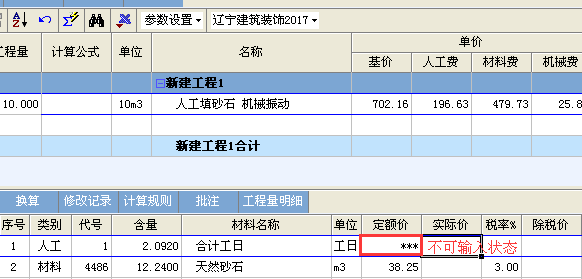 参数设置 辽宁建筑装饰2017
工程量 计算公式 单位 名称 单价
基价 人工费 材料费 机械费
新建工程1
10.000 10m3 人工填砂石 机械振动 702.16 196.63 479.73 25.8
新建工程1合计
换算 修改记录 计算规则 批注 工程量明细
序号 类别 代号 含量 材料名称 单位 定额价 实际价 税率% 除税价
1 人工 1 2.0920 合计工日 工日 *** 不可输入状态
2 材料 4486 12.2400 天然砂石 m3 38.25 3.00